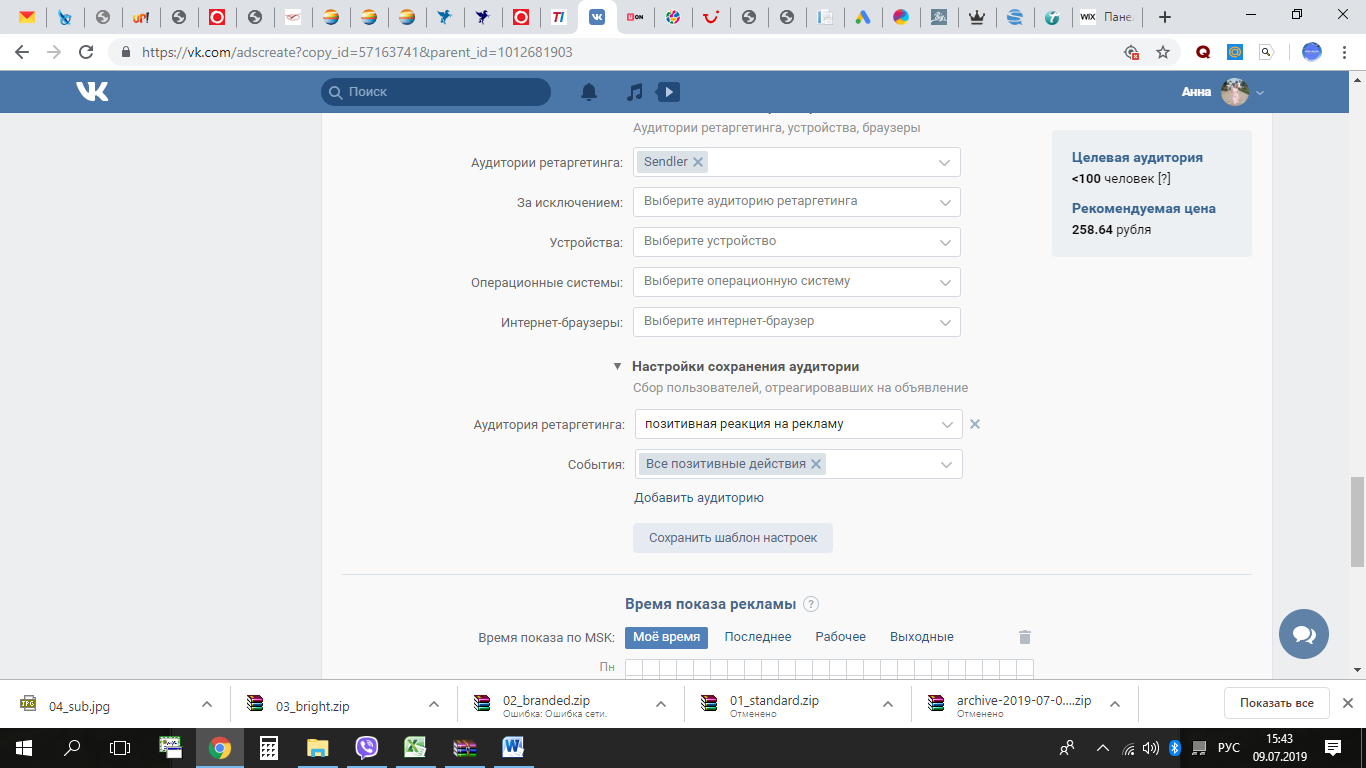 up!
TI
U ON
WIX Пане
https://vk.com/adscreate?copy_id=57163741&parent_id=1012681903
Поиск
Анна
Аудитории ретаргетинга, устройства, браузеры
Аудитории ретаргетинга: Sendler
За исключением: Выберите аудиторию ретаргетинга
Устройства: Выберите устройство
Операционные системы: Выберите операционную систему
Интернет-браузеры: Выберите интернет-браузер
Целевая аудитория
<100 человек [?]
Рекомендуемая цена
258.64 рубля
Настройки сохранения аудитории
Сбор пользователей, отреагировавших на объявление
Аудитория ретаргетинга: позитивная реакция на рекламу
События: Все позитивные действия
Добавить аудиторию
Сохранить шаблон настроек
Время показа рекламы ?
Время показа по MSK: Моё время Последнее Рабочее Выходные
Пн
04_sub.jpg
03_bright.zip
02_branded.zip
Ошибка: Ошибка сети.
01_standard.zip
Отменено
archive-2019-07-0....zip
Отменено
Показать все
РУС
15:43
09.07.2019